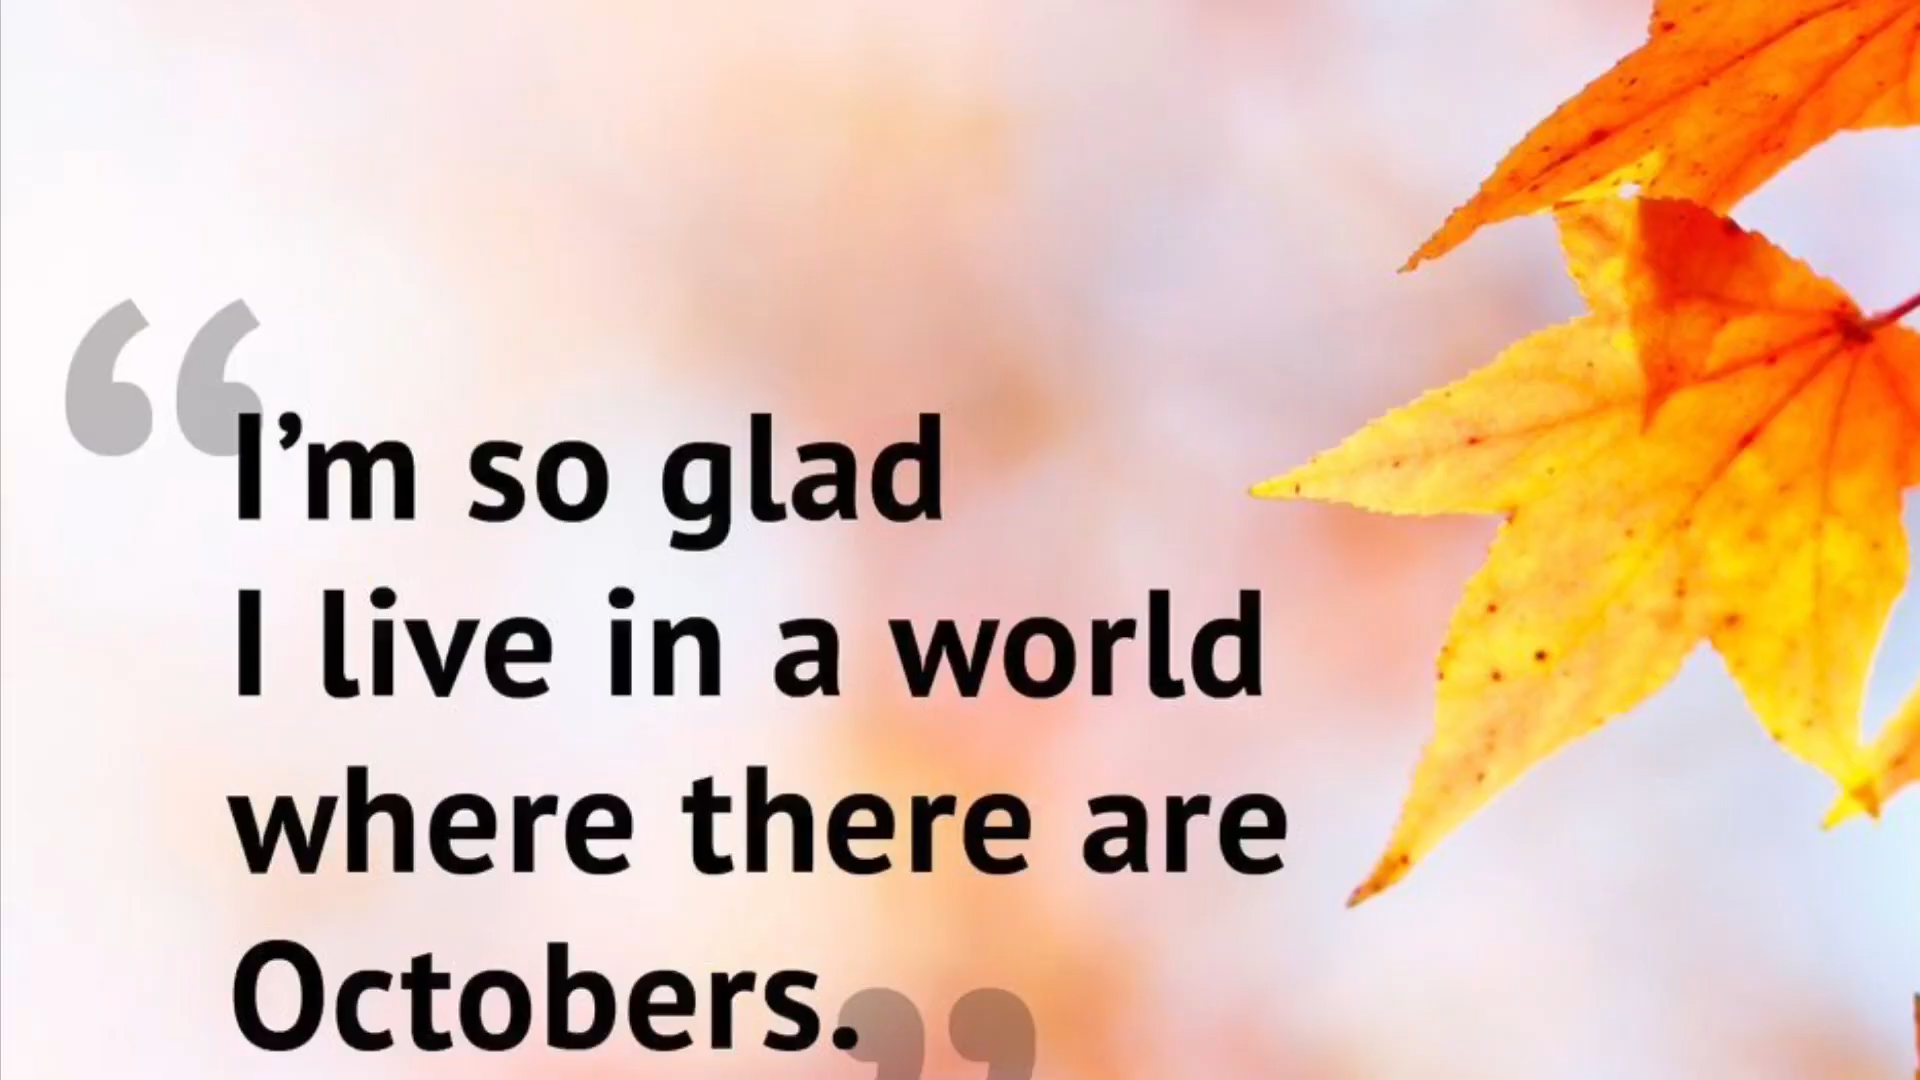 “I’m so glad
I live in a world
where there are
Octobers.”